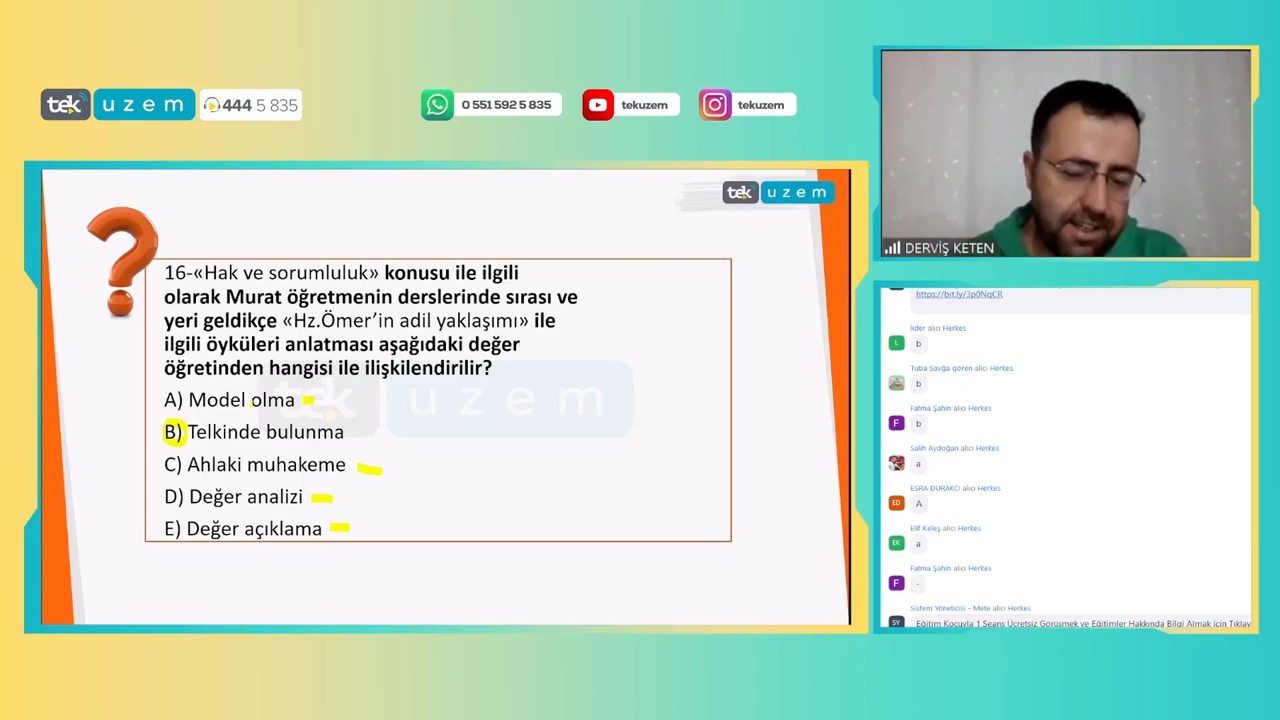 tek uzem 444 5 835
0 551 592 5 835
tekuzem
tekuzem
tek uzem
16-«Hak ve sorumluluk» konusu ile ilgili
olarak Murat öğretmenin derslerinde sırası ve
yeri geldikçe «Hz.Ömer’in adil yaklaşımı» ile
ilgili öyküleri anlatması aşağıdaki değer
öğretinden hangisi ile ilişkilendirilir?
A) Model olma
B) Telkinde bulunma
C) Ahlaki muhakeme
D) Değer analizi
E) Değer açıklama
tek uzem
DERVİŞ KETEN
https://bit.ly/3p0NqCR
lider alıcı Herkes
L b
Tuba Savğa gören alıcı Herkes
b
Fatma Şahin alıcı Herkes
F b
Salih Aydoğan alıcı Herkes
a
ESRA DURAKCI alıcı Herkes
ED A
Elif Keleş alıcı Herkes
EK a
Fatma Şahin alıcı Herkes
F -
Sistem Yöneticisi - Mete alıcı Herkes
SY Eğitim Koçuyla 1 Seans Ücretsiz Görüşmek ve Eğitimler Hakkında Bilgi Almak için Tıklay